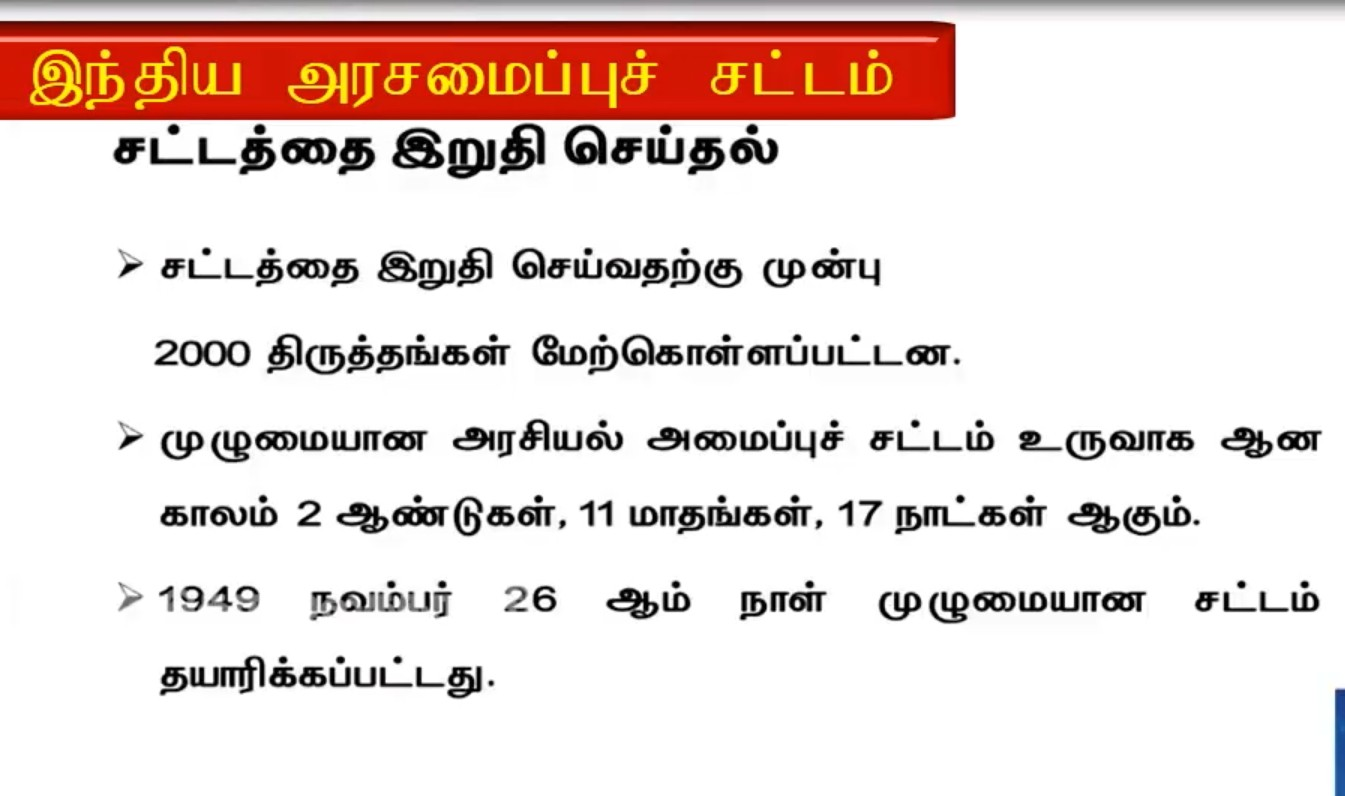 இந்திய அரசமைப்புச் சட்டம்
சட்டத்தை இறுதி செய்தல்
➢ சட்டத்தை இறுதி செய்வதற்கு முன்பு
2000 திருத்தங்கள் மேற்கொள்ளப்பட்டன.
➢ முழுமையான அரசியல் அமைப்புச் சட்டம் உருவாக ஆன
காலம் 2 ஆண்டுகள், 11 மாதங்கள், 17 நாட்கள் ஆகும்.
➢ 1949 நவம்பர் 26 ஆம் நாள் முழுமையான சட்டம்
தயாரிக்கப்பட்டது.